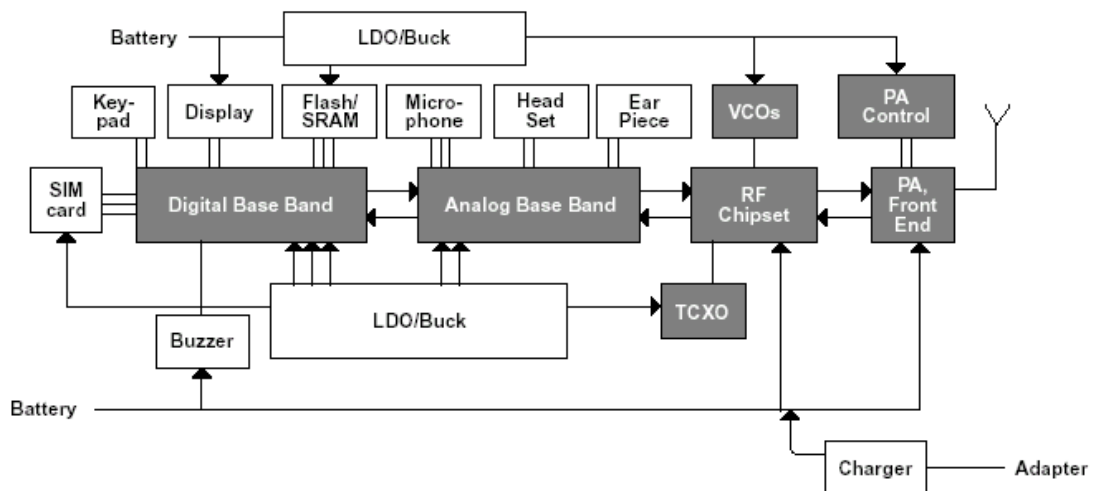 Battery
LDO/Buck
Key-
pad
Display
Flash/
SRAM
Micro-
phone
Head
Set
Ear
Piece
VCOs
PA
Control
SIM
card
Digital Base Band
Analog Base Band
RF
Chipset
PA,
Front
End
LDO/Buck
TCXO
Buzzer
Battery
Charger
Adapter